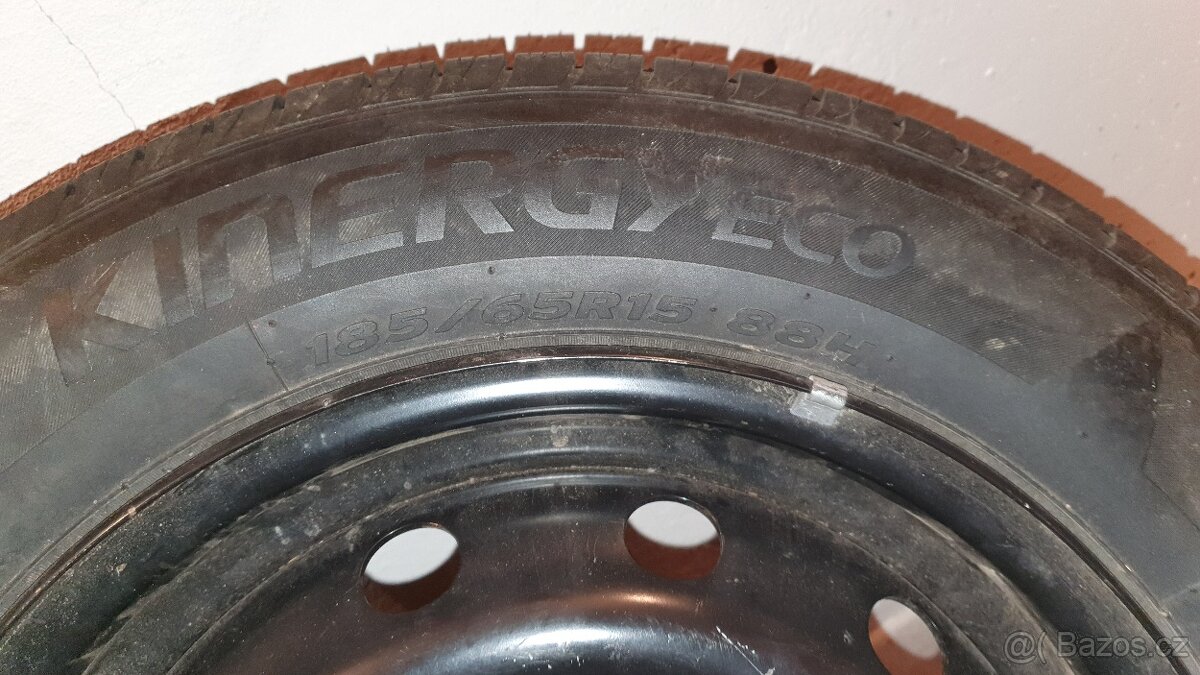 KINERGY ECO
185/65R15 88H
@ Bazos.cz